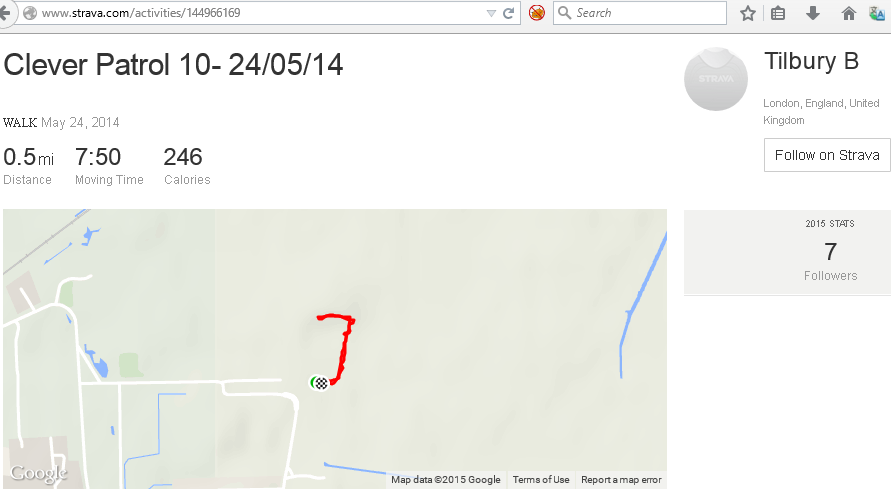 www.strava.com/activities/144966169
Search
Clever Patrol 10- 24/05/14
Tilbury B
STRAVA
London, England, United
Kingdom
WALK May 24, 2014
Follow on Strava
0.5mi 7:50 246
Distance Moving Time Calories
2015 STATS
7
Followers
Google
Map data ©2015 Google Terms of Use Report a map error